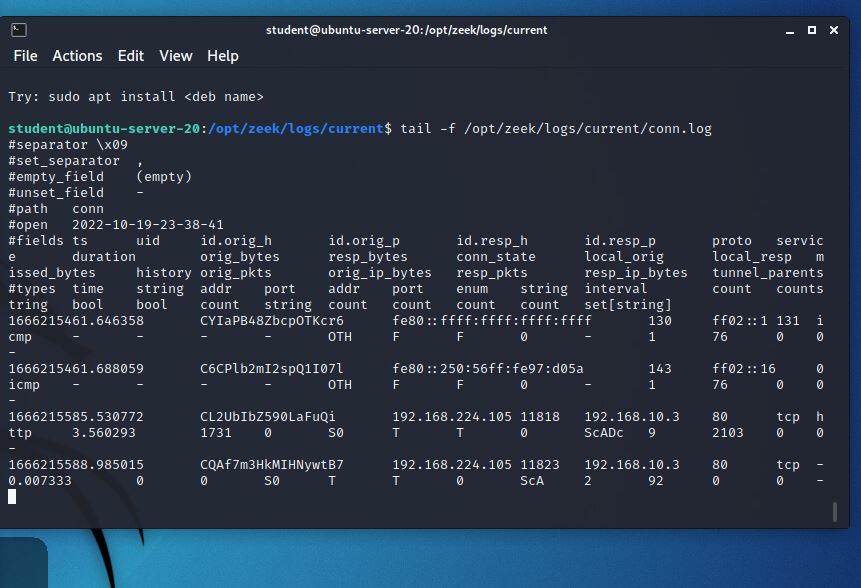 student@ubuntu-server-20:/opt/zeek/logs/current
File Actions Edit View Help
Try: sudo apt install <deb name>
student@ubuntu-server-20:/opt/zeek/logs/current$ tail -f /opt/zeek/logs/current/conn.log
#separator \x09
#set_separator ,
#empty_field (empty)
#unset_field -
#path conn
#open 2022-10-19-23-38-41
#fields ts uid id.orig_h id.orig_p id.resp_h id.resp_p proto servic
e duration orig_bytes resp_bytes conn_state local_orig local_resp m
issed_bytes history orig_pkts orig_ip_bytes resp_pkts resp_ip_bytes tunnel_parents
#types time string addr port addr port enum string interval count counts
tring bool bool count string count count count count set[string]
1666215461.646358 CYIaPB48ZbcpOTKcr6 fe80::ffff:ffff:ffff:ffff 130 ff02::1 131 i
cmp - - - - OTH F F 0 - 1 76 0 0
-
1666215461.688059 C6CPlb2mI2spQ1I07l fe80::250:56ff:fe97:d05a 143 ff02::16 0
icmp - - - - OTH F F 0 - 1 76 0 0
-
1666215585.530772 CL2UbIbZ590LaFuQi 192.168.224.105 11818 192.168.10.3 80 tcp h
ttp 3.560293 1731 0 S0 T T 0 ScADc 9 2103 0 0
-
1666215588.985015 CQAf7m3HkMIHNywtB7 192.168.224.105 11823 192.168.10.3 80 tcp -
0.007333 0 0 S0 T T 0 ScA 2 92 0 0 -